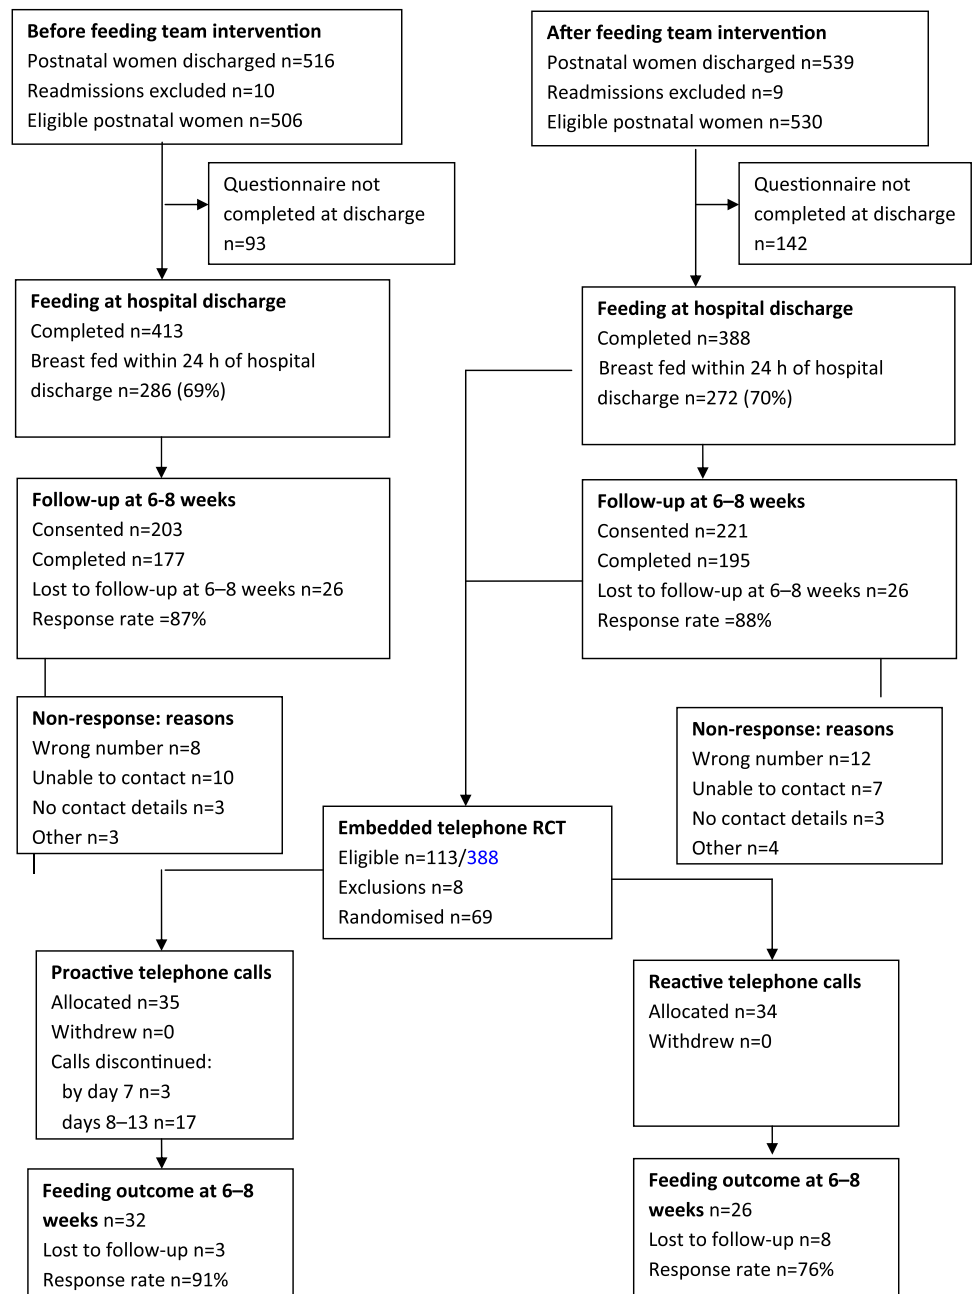 Before feeding team intervention
Postnatal women discharged n=516
Readmissions excluded n=10
Eligible postnatal women n=506
After feeding team intervention
Postnatal women discharged n=539
Readmissions excluded n=9
Eligible postnatal women n=530
Questionnaire not
completed at discharge
n=93
Questionnaire not
completed at discharge
n=142
Feeding at hospital discharge
Completed n=413
Breast fed within 24 h of hospital
discharge n=286 (69%)
Feeding at hospital discharge
Completed n=388
Breast fed within 24 h of hospital
discharge n=272 (70%)
Follow-up at 6-8 weeks
Consented n=203
Completed n=177
Lost to follow-up at 6–8 weeks n=26
Response rate =87%
Follow-up at 6–8 weeks
Consented n=221
Completed n=195
Lost to follow-up at 6–8 weeks n=26
Response rate =88%
Non-response: reasons
Wrong number n=8
Unable to contact n=10
No contact details n=3
Other n=3
Non-response: reasons
Wrong number n=12
Unable to contact n=7
No contact details n=3
Other n=4
Embedded telephone RCT
Eligible n=113/388
Exclusions n=8
Randomised n=69
Proactive telephone calls
Allocated n=35
Withdrew n=0
Calls discontinued:
by day 7 n=3
days 8–13 n=17
Reactive telephone calls
Allocated n=34
Withdrew n=0
Feeding outcome at 6–8
weeks n=32
Lost to follow-up n=3
Response rate n=91%
Feeding outcome at 6–8
weeks n=26
Lost to follow-up n=8
Response rate n=76%